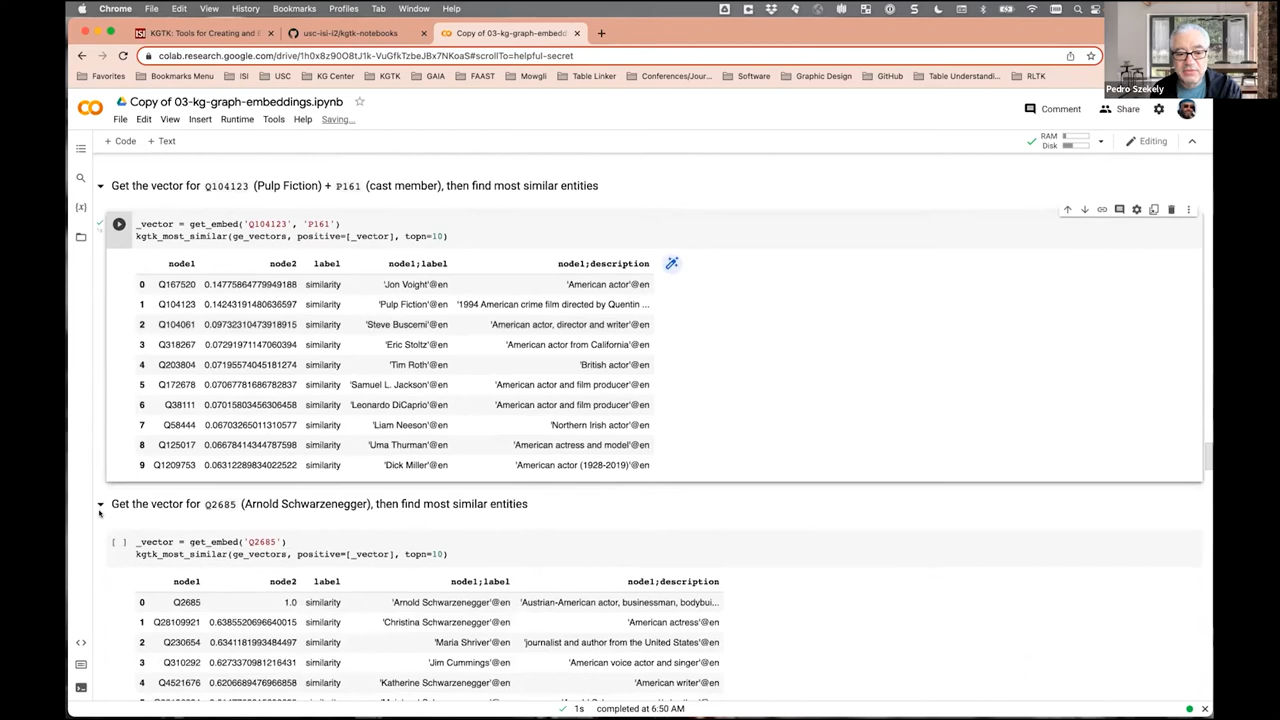 Chrome File Edit View History Bookmarks Profiles Tab Window Help
KGTK: Tools for Creating and E
usc-isi-i2/kgtk-notebooks
Copy of 03-kg-graph-embedd
colab.research.google.com/drive/1h0x8z90O8tJ1k-VuGfkTzbeJBx7NKoaS#scrollTo=helpful-secret
Favorites Bookmarks Menu ISI USC KG Center KGTK GAIA FAAST Mowgli Table Linker Conferences/Jour... Software Graphic Design GitHub Table Understandi... RLTK
Pedro Szekely
Copy of 03-kg-graph-embeddings.ipynb
Comment Share
File Edit View Insert Runtime Tools Help Saving...
+ Code + Text
RAM
Disk
Editing
Get the vector for Q104123 (Pulp Fiction) + P161 (cast member), then find most similar entities
_vector = get_embed('Q104123', 'P161')
kgtk_most_similar(ge_vectors, positive=[_vector], topn=10)
1s
node1 node2 label node1;label node1;description
0 Q167520 0.14775864779949188 similarity 'Jon Voight'@en 'American actor'@en
1 Q104123 0.14243191480636597 similarity 'Pulp Fiction'@en '1994 American crime film directed by Quentin ...
2 Q104061 0.09732310473918915 similarity 'Steve Buscemi'@en 'American actor, director and writer'@en
3 Q318267 0.07291971147060394 similarity 'Eric Stoltz'@en 'American actor from California'@en
4 Q203804 0.07195574045181274 similarity 'Tim Roth'@en 'British actor'@en
5 Q172678 0.07067781686782837 similarity 'Samuel L. Jackson'@en 'American actor and film producer'@en
6 Q38111 0.07015803456306458 similarity 'Leonardo DiCaprio'@en 'American actor and film producer'@en
7 Q58444 0.06703265011310577 similarity 'Liam Neeson'@en 'Northern Irish actor'@en
8 Q125017 0.06678414344787598 similarity 'Uma Thurman'@en 'American actress and model'@en
9 Q1209753 0.06312289834022522 similarity 'Dick Miller'@en 'American actor (1928-2019)'@en
Get the vector for Q2685 (Arnold Schwarzenegger), then find most similar entities
[ ] _vector = get_embed('Q2685')
kgtk_most_similar(ge_vectors, positive=[_vector], topn=10)
node1 node2 label node1;label node1;description
0 Q2685 1.0 similarity 'Arnold Schwarzenegger'@en 'Austrian-American actor, businessman, bodybui...
1 Q28109921 0.6385520696640015 similarity 'Christina Schwarzenegger'@en 'American actress'@en
2 Q230654 0.6341181993484497 similarity 'Maria Shriver'@en 'journalist and author from the United States'@en
3 Q310292 0.6273370981216431 similarity 'Jim Cummings'@en 'American voice actor and singer'@en
4 Q4521676 0.6206689476966858 similarity 'Katherine Schwarzenegger'@en 'American writer'@en
1s completed at 6:50 AM